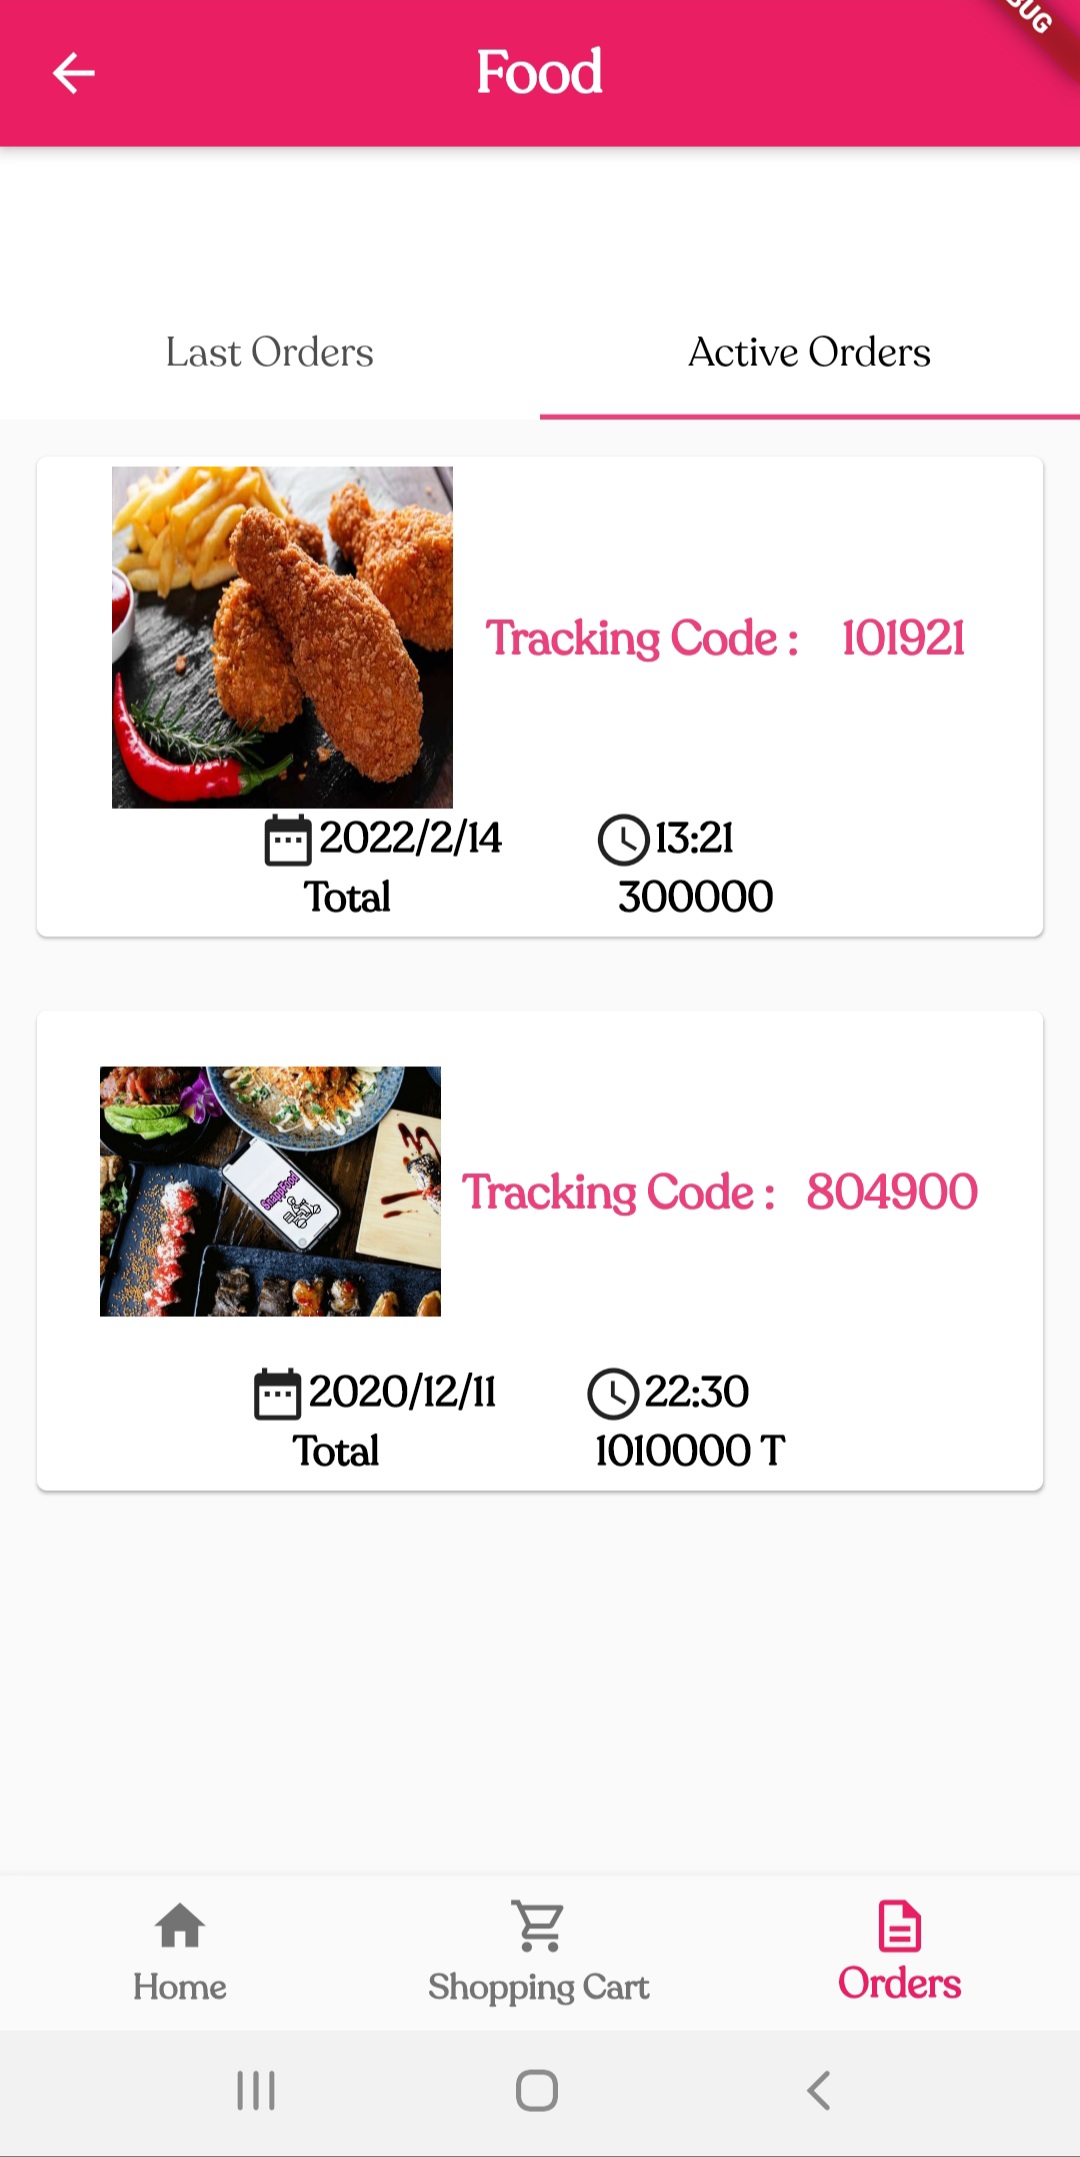 Food
Last Orders
Active Orders
Tracking Code : 101921
2022/2/14
13:21
Total
300000
SnappFood
Tracking Code : 804900
2020/12/11
22:30
Total
1010000 T
Home
Shopping Cart
Orders